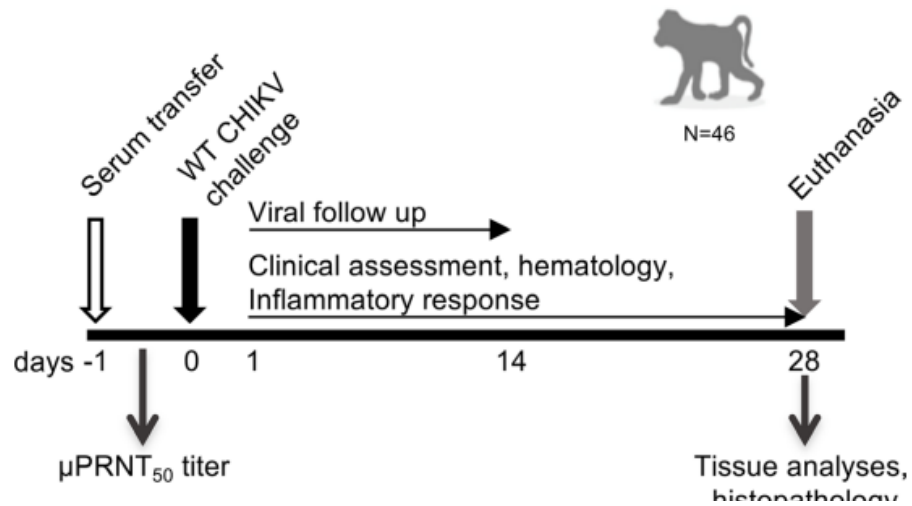 Serum transfer
WT CHIKV
challenge
N=46
Euthanasia
Viral follow up
Clinical assessment, hematology,
Inflammatory response
days -1 0 1 14 28
µPRNT₅₀ titer
Tissue analyses,
histopathology